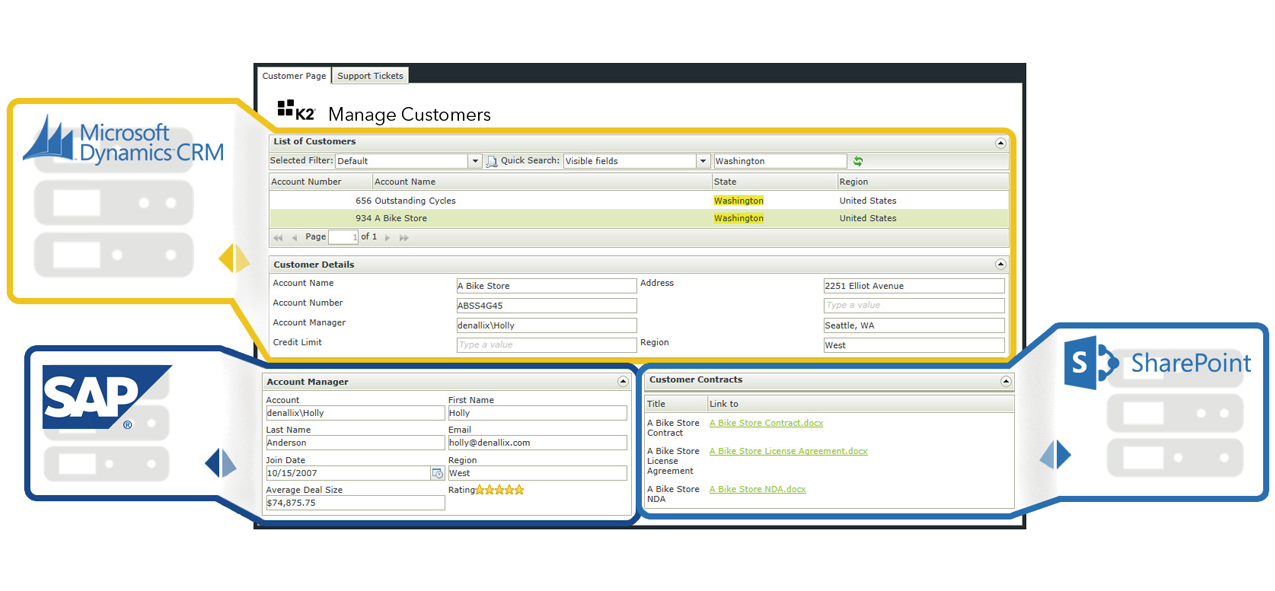 Customer Page Support Tickets
K2 Manage Customers
Microsoft
Dynamics CRM
List of Customers
Selected Filter: Default Quick Search: Visible fields Washington
Account Number Account Name State Region
656 Outstanding Cycles Washington United States
934 A Bike Store Washington United States
Page 1 of 1
Customer Details
Account Name A Bike Store Address 2251 Elliot Avenue
Account Number ABSS4G45 Type a value
Account Manager denallix\Holly Seattle, WA
Credit Limit Type a value Region West
SAP ®
Account Manager
Account First Name
denallix\Holly Holly
Last Name Email
Anderson holly@denallix.com
Join Date Region
10/15/2007 West
Average Deal Size Rating
$74,875.75
S SharePoint
Customer Contracts
Title Link to
A Bike Store A Bike Store Contract.docx
Contract
A Bike Store A Bike Store License Agreement.docx
License
Agreement
A Bike Store A Bike Store NDA.docx
NDA